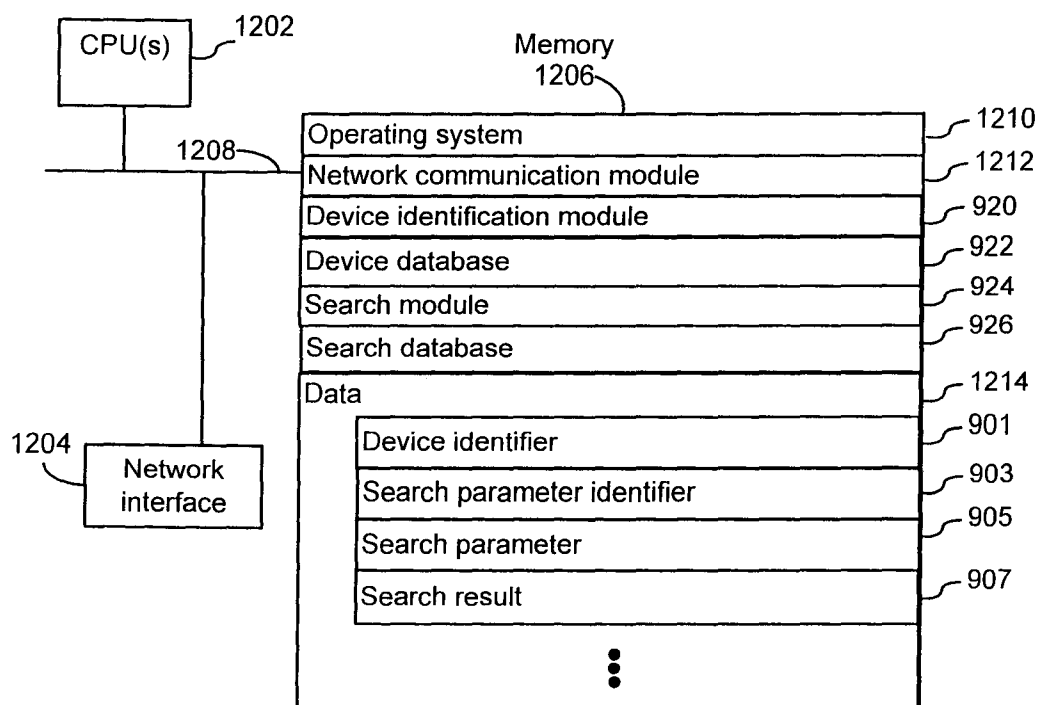 CPU(s)
1202
Memory
1206
Operating system
1210
1208
Network communication module
1212
Device identification module
920
Device database
922
Search module
924
Search database
926
Data
1214
Device identifier
901
1204
Network
interface
Search parameter identifier
903
Search parameter
905
Search result
907